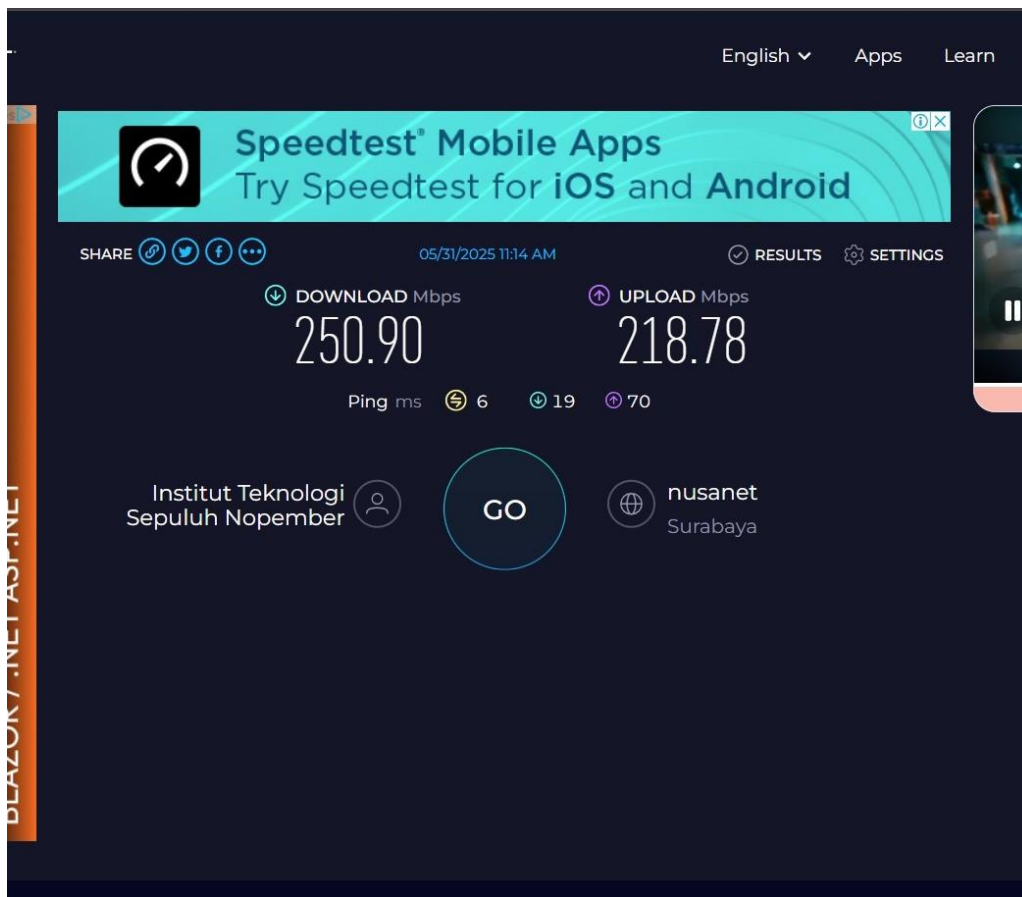 English Apps Learn
Speedtest® Mobile Apps
Try Speedtest for iOS and Android
SHARE 05/31/2025 11:14 AM RESULTS SETTINGS
DOWNLOAD Mbps UPLOAD Mbps
250.90 218.78
Ping ms 6 19 70
Institut Teknologi
Sepuluh Nopember
GO
nusanet
Surabaya
BLAZOR / .NET ASP.NET